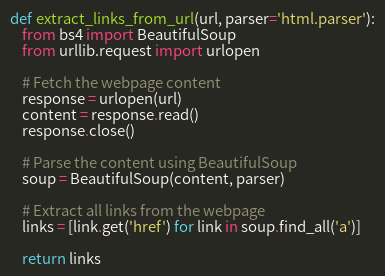 def extract_links_from_url(url, parser='html.parser'):
    from bs4 import BeautifulSoup
    from urllib.request import urlopen

    # Fetch the webpage content
    response = urlopen(url)
    content = response.read()
    response.close()

    # Parse the content using BeautifulSoup
    soup = BeautifulSoup(content, parser)

    # Extract all links from the webpage
    links = [link.get('href') for link in soup.find_all('a')]

    return links